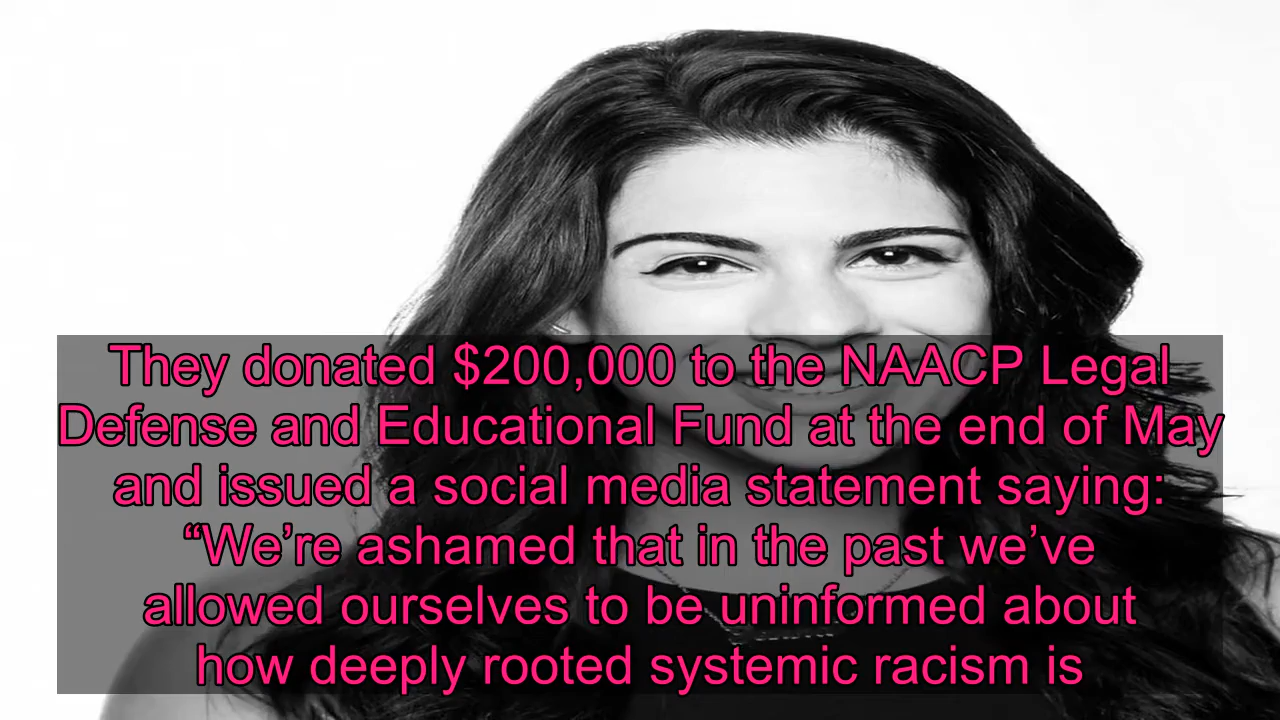 They donated $200,000 to the NAACP Legal
Defense and Educational Fund at the end of May
and issued a social media statement saying:
“We’re ashamed that in the past we’ve
allowed ourselves to be uninformed about
how deeply rooted systemic racism is